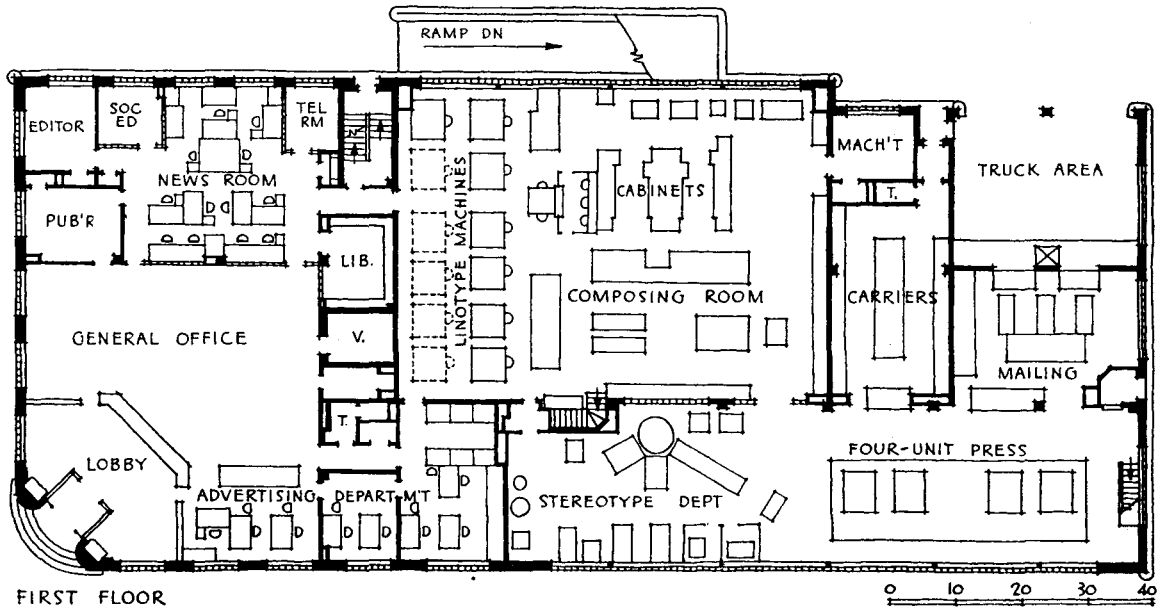 RAMP DN
EDITOR
SOC
ED
TEL
RM
NEWS ROOM
PUB'R
LIB.
LINOTYPE MACHINES
CABINETS
MACH'T
T.
TRUCK AREA
COMPOSING ROOM
CARRIERS
GENERAL OFFICE
V.
MAILING
T.
LOBBY
ADVERTISING DEPARTM'T
STEREOTYPE DEPT
FOUR-UNIT PRESS
FIRST FLOOR
0 10 20 30 40